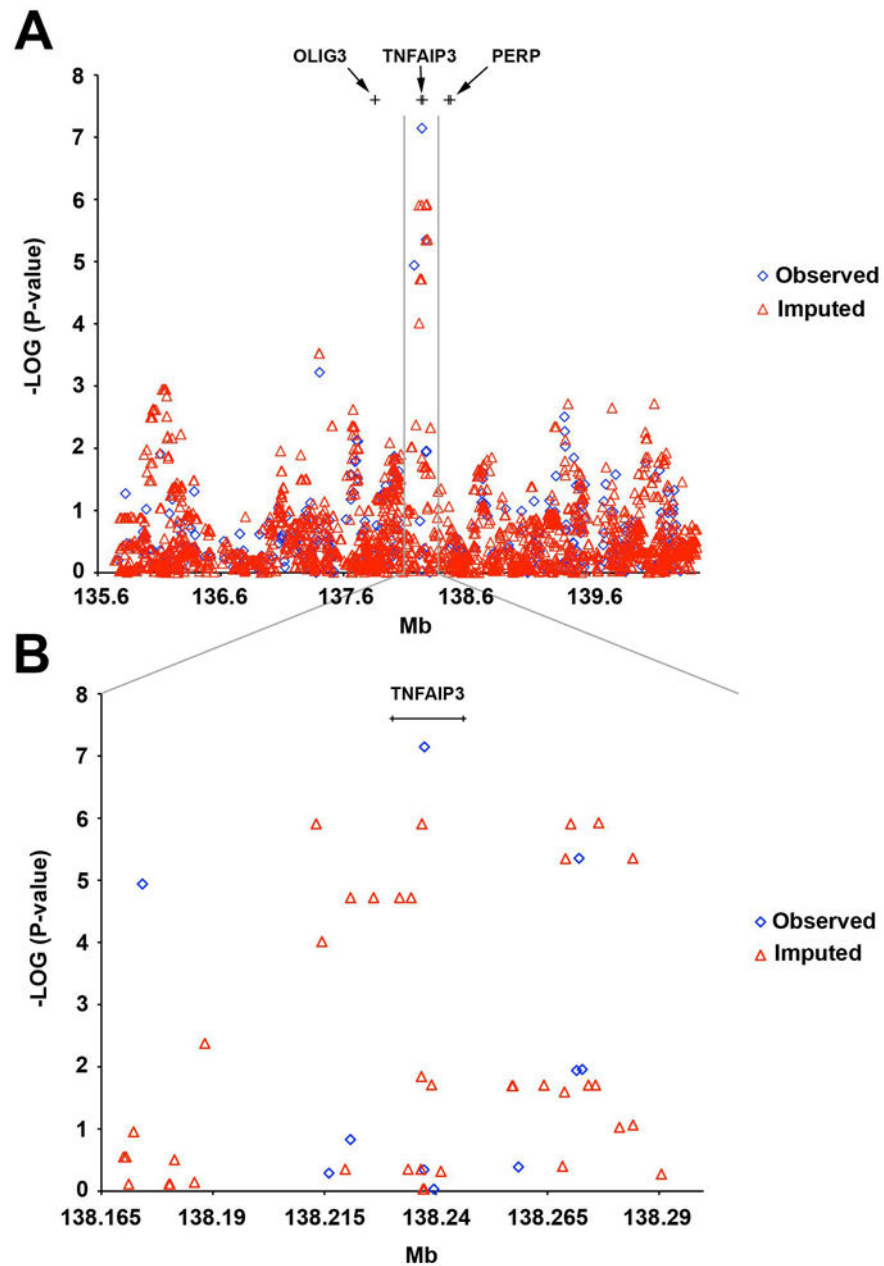 A
OLIG3 TNFAIP3 PERP
8
7
6
5
4
3
2
1
0
-LOG (P-value)
135.6 136.6 137.6 138.6 139.6
Mb
Observed
Imputed
B
TNFAIP3
8
7
6
5
4
3
2
1
0
-LOG (P-value)
138.165 138.19 138.215 138.24 138.265 138.29
Mb
Observed
Imputed